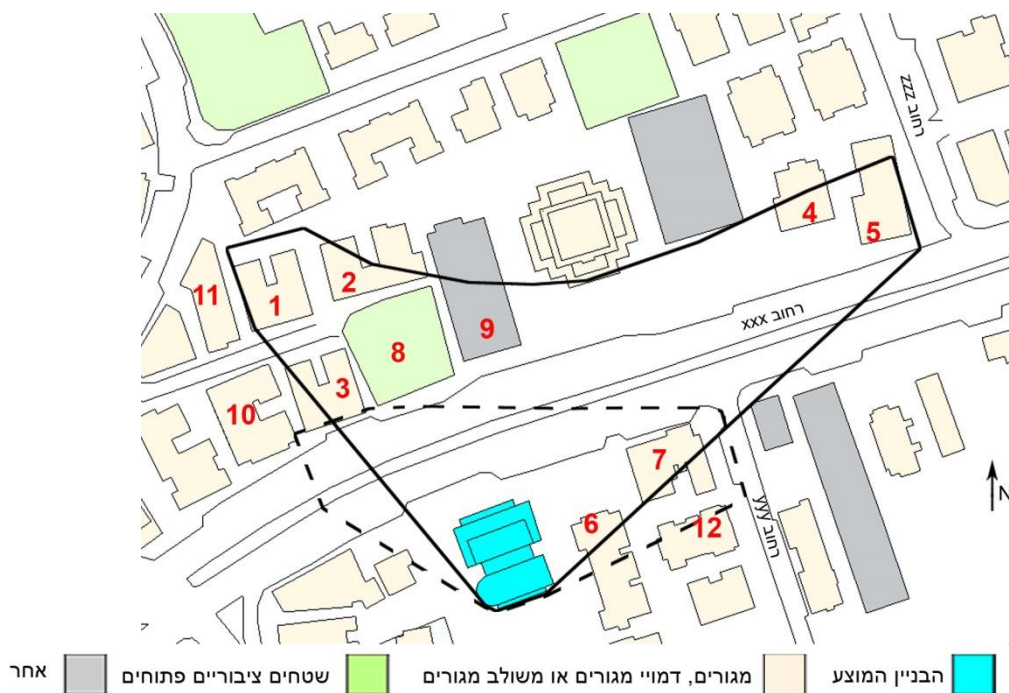 רחוב zzz
4
5
11
1
2
רחוב xxx
8
9
3
10
7
6
12
רחוב yyy
N
הבניין המוצע
מגורים, דמויי מגורים או משולב מגורים
שטחים ציבוריים פתוחים
אחר